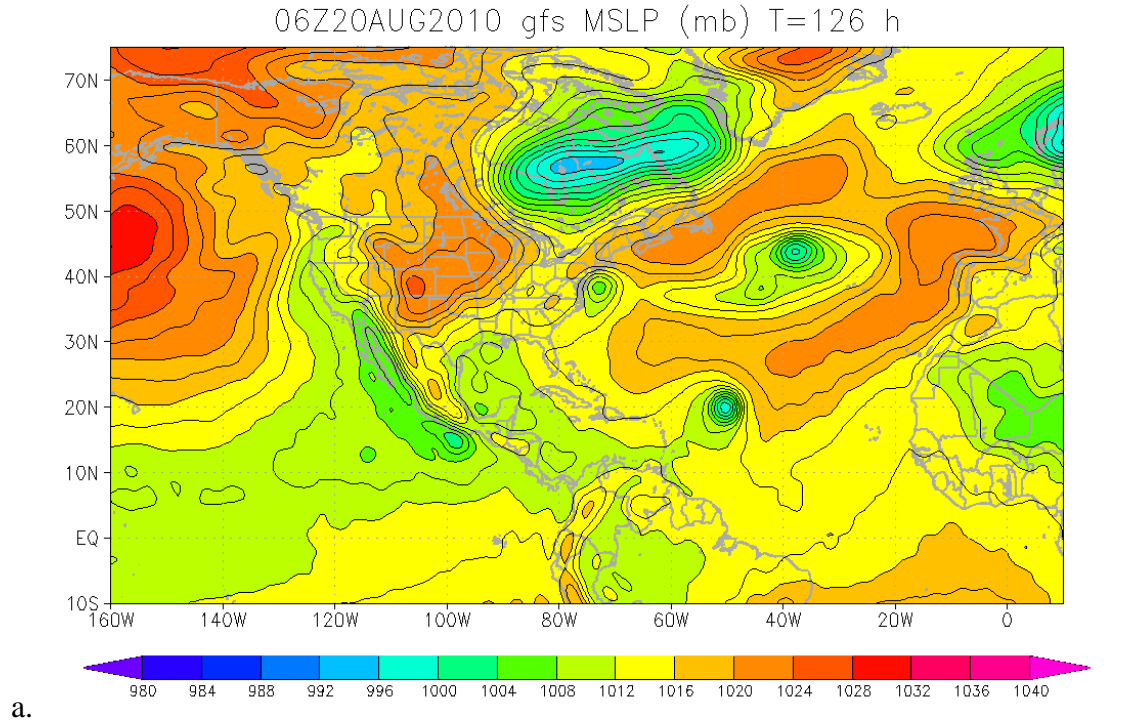 06Z20AUG2010 gfs MSLP (mb) T=126 h
70N
60N
50N
40N
30N
20N
10N
EQ
10S
160W 140W 120W 100W 80W 60W 40W 20W 0
980 984 988 992 996 1000 1004 1008 1012 1016 1020 1024 1028 1032 1036 1040
a.